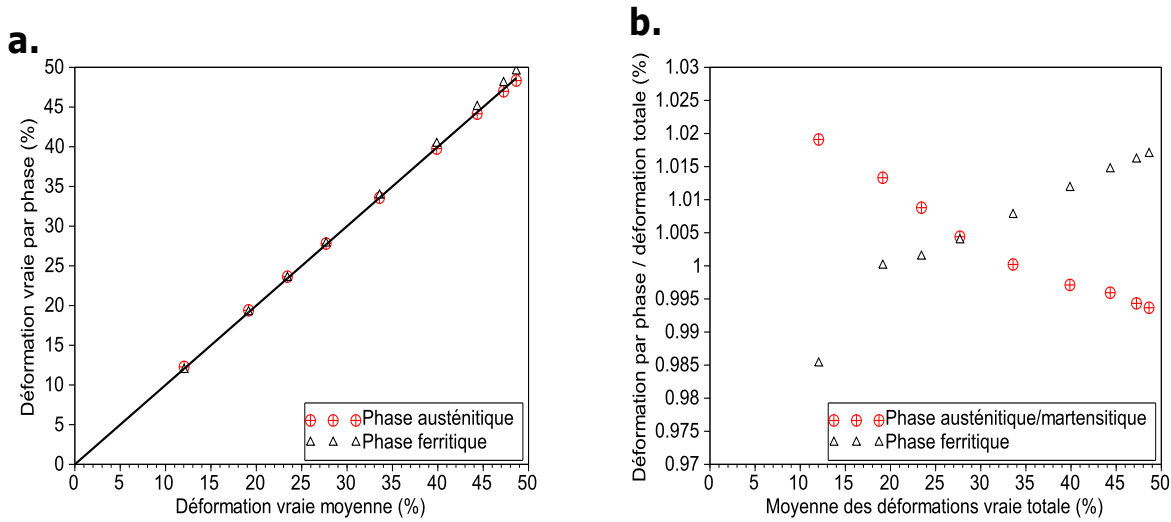 a.
Déformation vraie par phase (%)
50
45
40
35
30
25
20
15
10
5
0
Phase austénitique
Phase ferritique
0 5 10 15 20 25 30 35 40 45 50
Déformation vraie moyenne (%)
b.
Déformation par phase / déformation totale (%)
1.03
1.025
1.02
1.015
1.01
1.005
1
0.995
0.99
0.985
0.98
0.975
0.97
Phase austénitique/martensitique
Phase ferritique
0 5 10 15 20 25 30 35 40 45 50
Moyenne des déformations vraie totale (%)